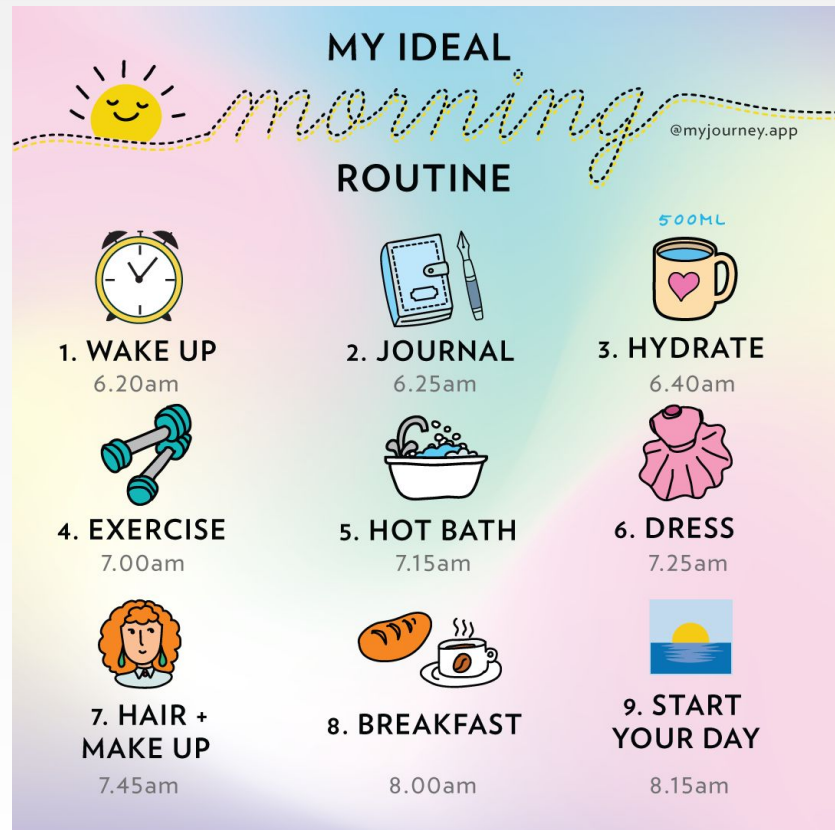 MY IDEAL
morning
@myjourney.app
ROUTINE
500ML
1. WAKE UP
6.20am
2. JOURNAL
6.25am
3. HYDRATE
6.40am
4. EXERCISE
7.00am
5. HOT BATH
7.15am
6. DRESS
7.25am
7. HAIR +
MAKE UP
7.45am
8. BREAKFAST
8.00am
9. START
YOUR DAY
8.15am